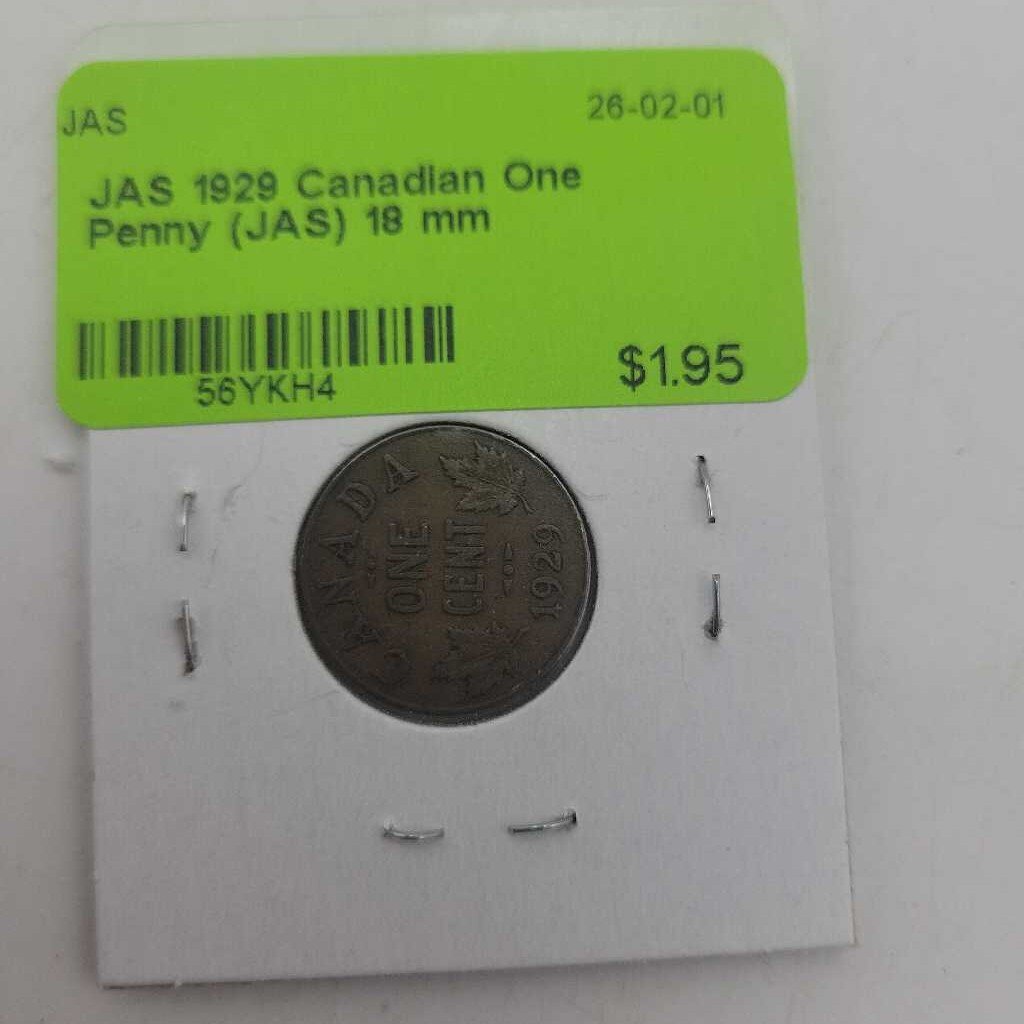 JAS
26-02-01
JAS 1929 Canadian One
Penny (JAS) 18 mm
56YKH4
$1.95
CANADA
ONE
CENT
1929